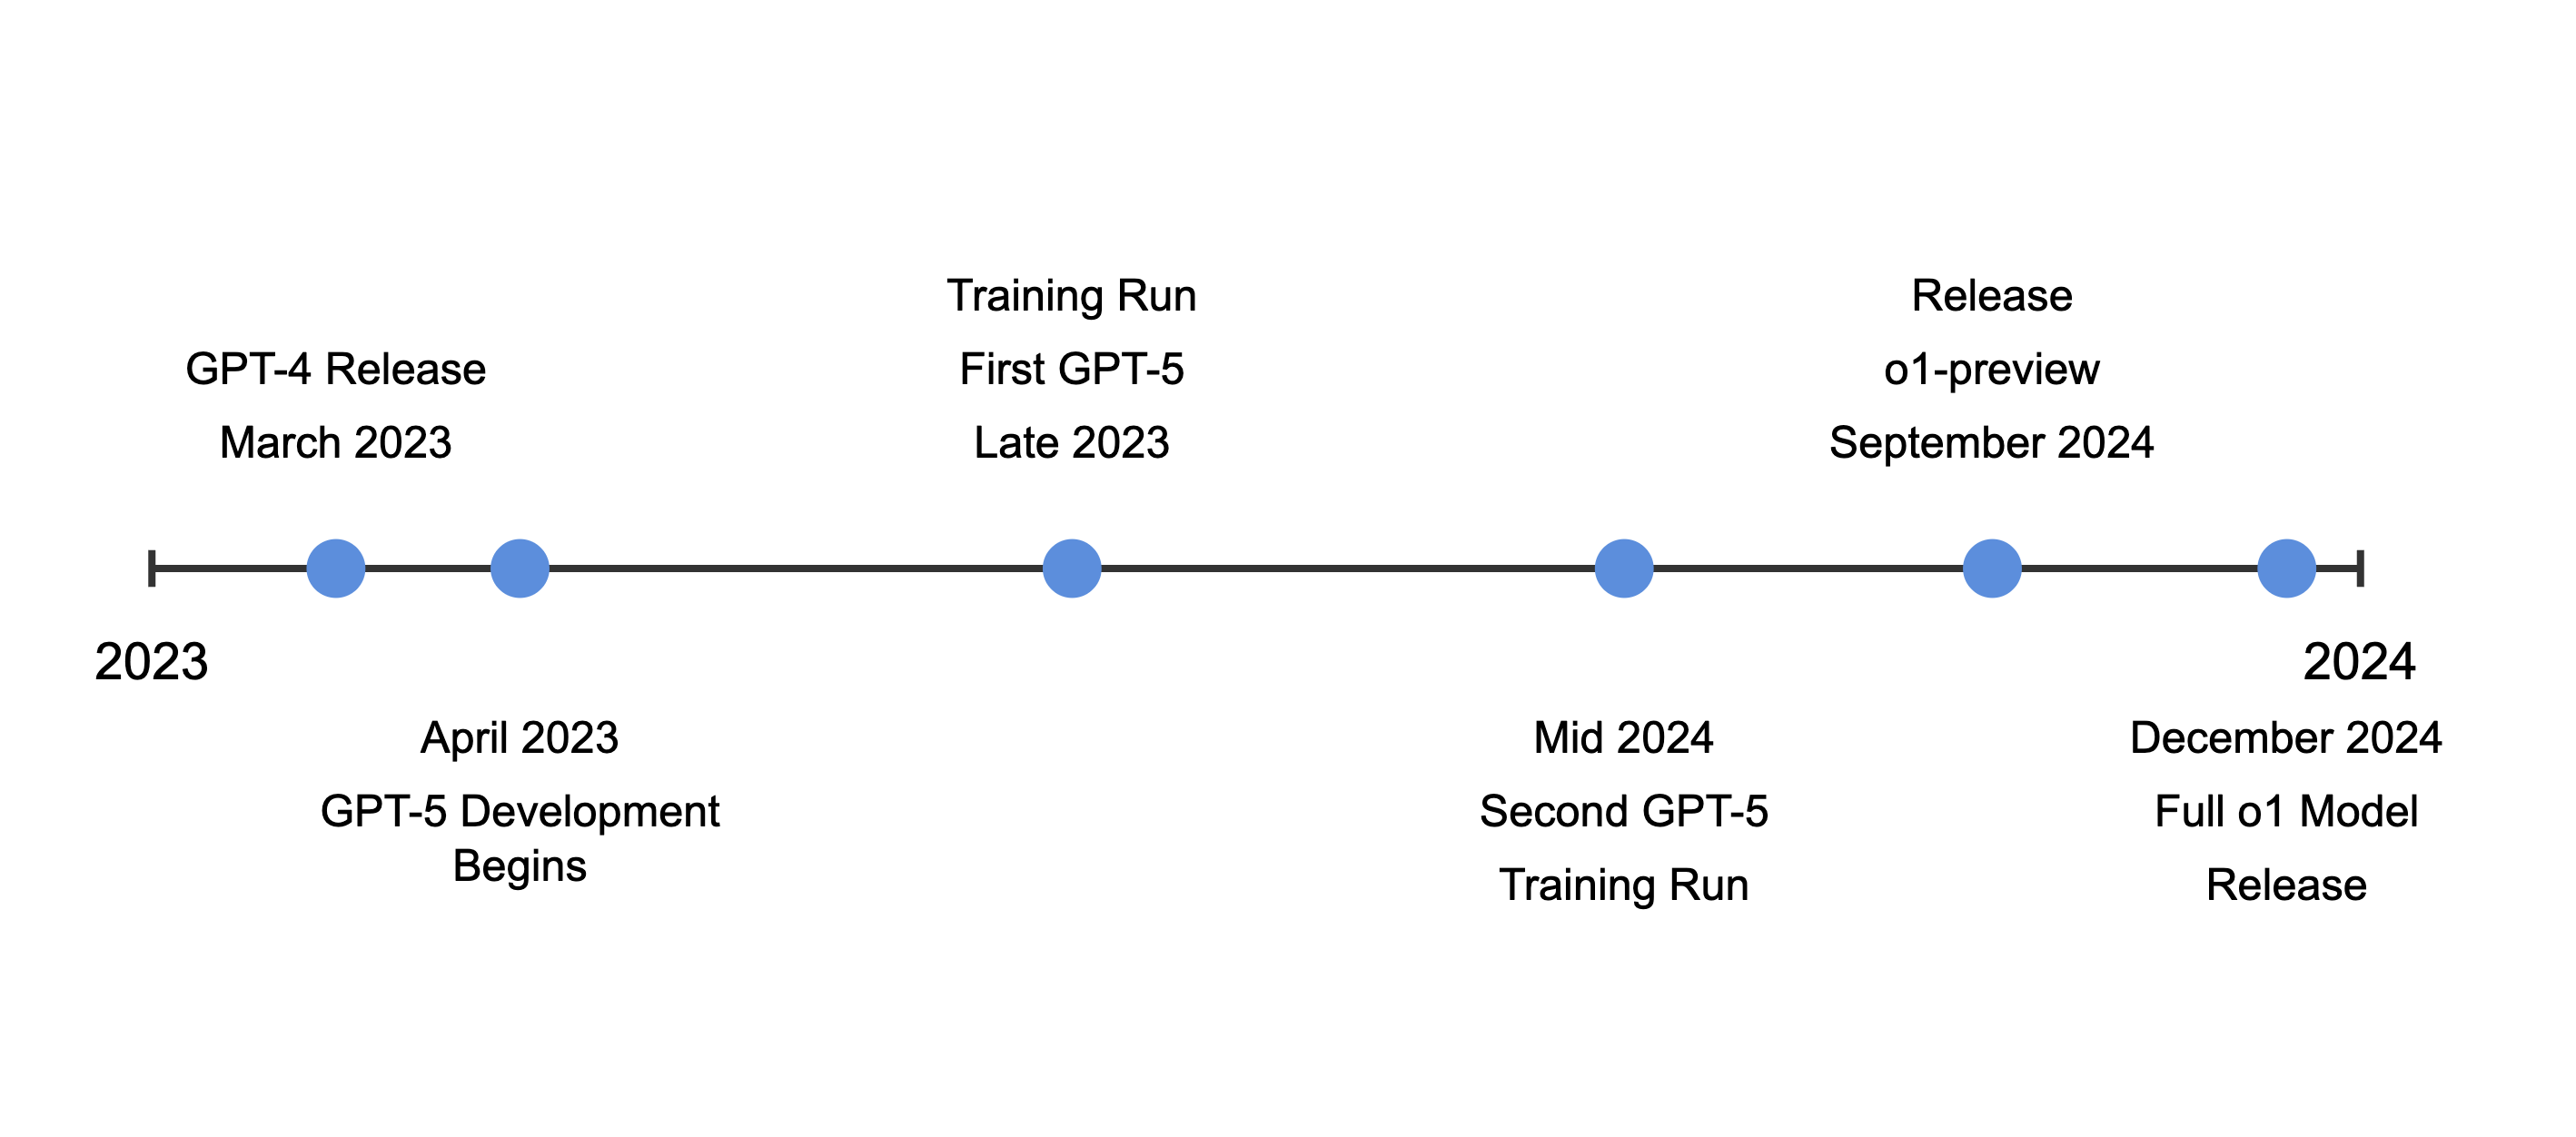 Training Run
First GPT-5
Late 2023
Release
o1-preview
September 2024
GPT-4 Release
March 2023
2023
2024
April 2023
GPT-5 Development
Begins
Mid 2024
Second GPT-5
Training Run
December 2024
Full o1 Model
Release